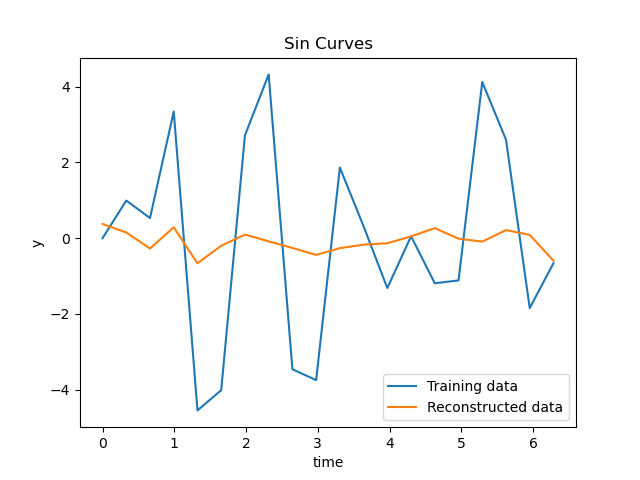 Sin Curves
y
4
2
0
−2
−4
0 1 2 3 4 5 6
time
Training data
Reconstructed data